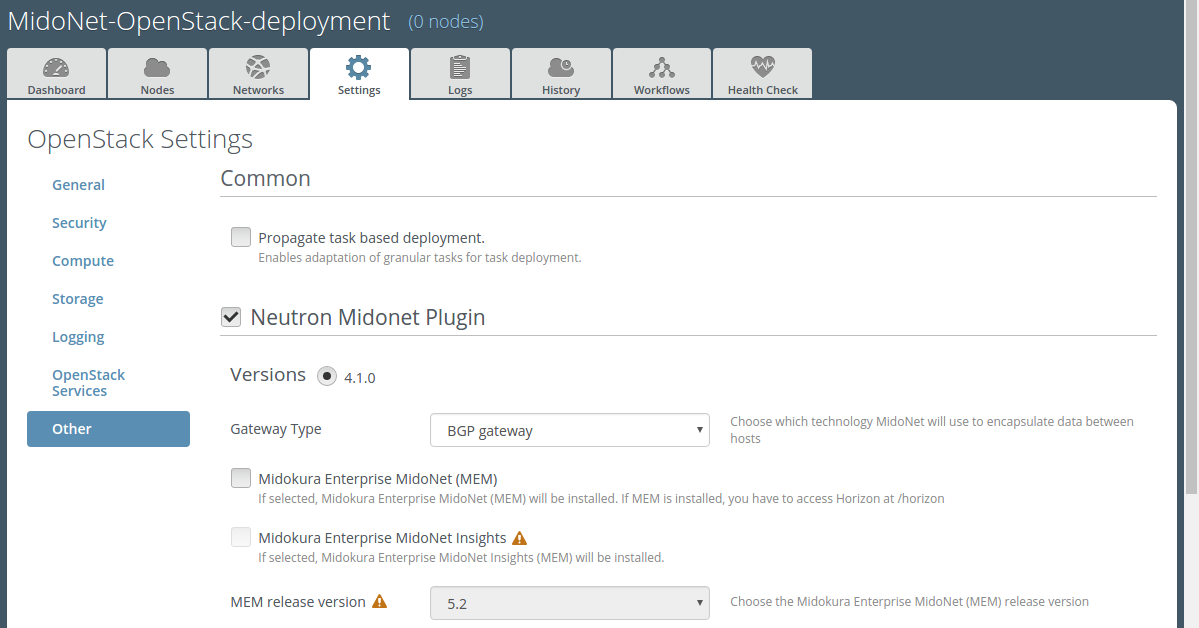 MidoNet-OpenStack-deployment (0 nodes)
Dashboard
Nodes
Networks
Settings
Logs
History
Workflows
Health Check
OpenStack Settings
General
Security
Compute
Storage
Logging
OpenStack
Services
Other
Common
Propagate task based deployment.
Enables adaptation of granular tasks for task deployment.
Neutron Midonet Plugin
Versions 4.1.0
Gateway Type
BGP gateway
Choose which technology MidoNet will use to encapsulate data between
hosts
Midokura Enterprise MidoNet (MEM)
If selected, Midokura Enterprise MidoNet (MEM) will be installed. If MEM is installed, you have to access Horizon at /horizon
Midokura Enterprise MidoNet Insights
If selected, Midokura Enterprise MidoNet Insights (MEM) will be installed.
MEM release version
5.2
Choose the Midokura Enterprise MidoNet (MEM) release version